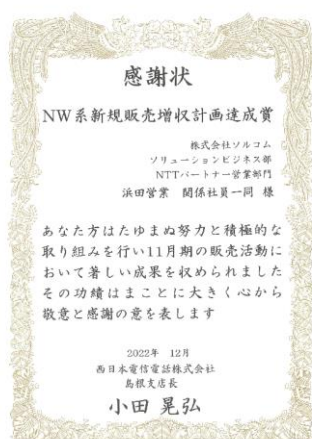 感謝状
NW系新規販売増収計画達成賞
株式会社ソルコム
ソリューションビジネス部
NTTパートナー営業部門
浜田営業 関係社員一同 様
あなた方はたゆまぬ努力と積極的な
取り組みを行い11月期の販売活動に
おいて著しい成果を収められました
その功績はまことに大きく心から
敬意と感謝の意を表します
2022年 12月
西日本電信電話株式会社
島根支店長
小田 晃弘